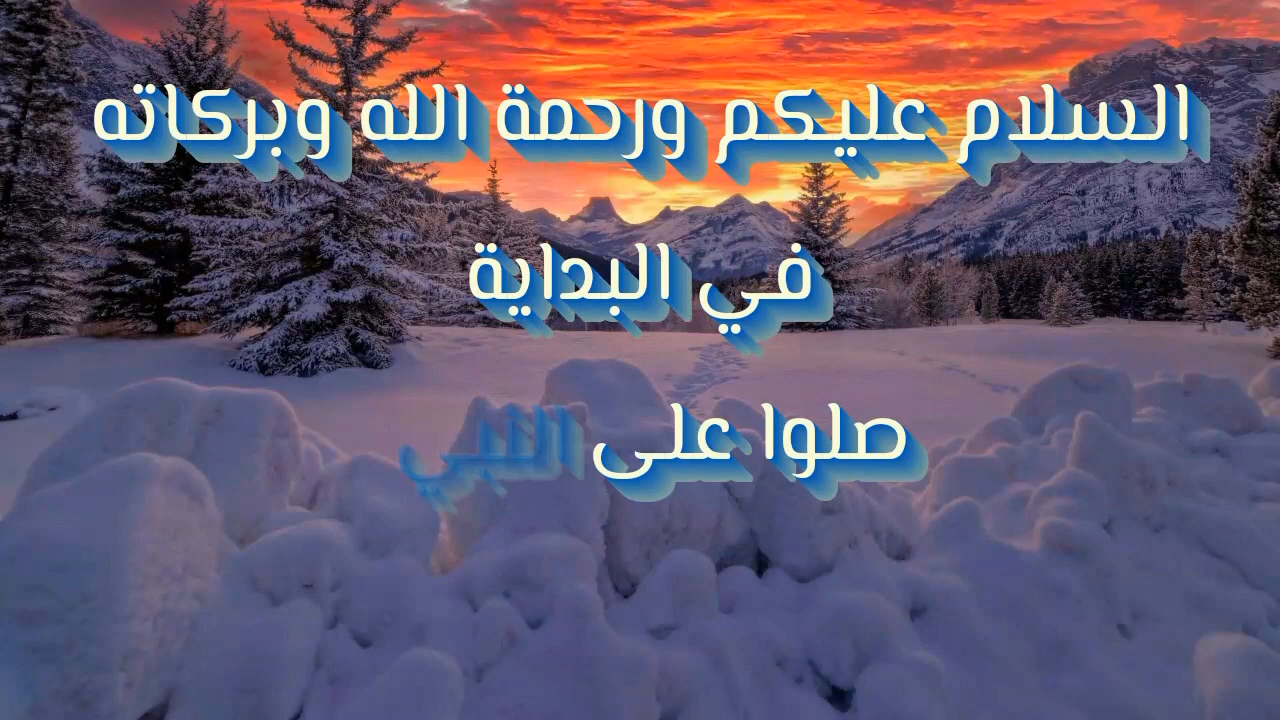 السلام عليكم ورحمة الله وبركاته
في البداية
صلوا على النبي